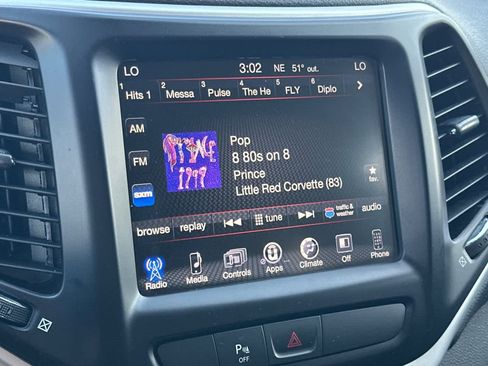 LO 3:02 NE 51° out. LO
1 Hits 1 2 Messa 3 Pulse 4 The He 5 FLY 6 Diplo
AM
FM
PRINCE
1999
Pop
8 80s on 8
Prince
Little Red Corvette (83)
fav.
browse replay tune traffic & weather audio
Radio Media Controls Apps Climate Off Phone
P OFF